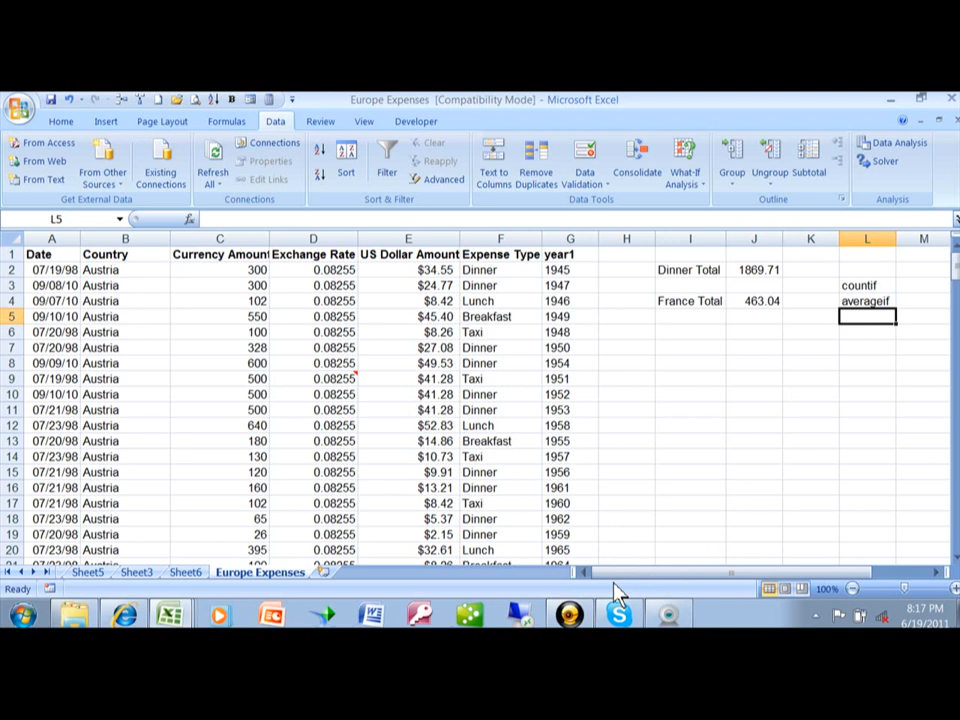 Europe Expenses [Compatibility Mode] - Microsoft Excel
Home Insert Page Layout Formulas Data Review View Developer
From Access
From Web
From Text
From Other Sources
Existing Connections
Get External Data
Refresh All
Connections
Properties
Edit Links
Connections
Sort
Filter
Clear
Reapply
Advanced
Sort & Filter
Text to Columns
Remove Duplicates
Data Validation
Consolidate
What-If Analysis
Data Tools
Group
Ungroup
Subtotal
Outline
Data Analysis
Solver
Analysis
L5 fx
A B C D E F G H I J K L M
1 Date Country Currency Amount Exchange Rate US Dollar Amount Expense Type year1
2 07/19/98 Austria 300 0.08255 $34.55 Dinner 1945 Dinner Total 1869.71
3 09/08/10 Austria 300 0.08255 $24.77 Dinner 1947 countif
4 09/07/10 Austria 102 0.08255 $8.42 Lunch 1946 France Total 463.04 averageif
5 09/10/10 Austria 550 0.08255 $45.40 Breakfast 1949
6 07/20/98 Austria 100 0.08255 $8.26 Taxi 1948
7 07/20/98 Austria 328 0.08255 $27.08 Dinner 1950
8 09/09/10 Austria 600 0.08255 $49.53 Dinner 1954
9 07/19/98 Austria 500 0.08255 $41.28 Taxi 1951
10 09/10/10 Austria 500 0.08255 $41.28 Dinner 1952
11 07/21/98 Austria 500 0.08255 $41.28 Dinner 1953
12 07/23/98 Austria 640 0.08255 $52.83 Lunch 1958
13 07/20/98 Austria 180 0.08255 $14.86 Breakfast 1955
14 07/23/98 Austria 130 0.08255 $10.73 Taxi 1957
15 07/21/98 Austria 120 0.08255 $9.91 Dinner 1956
16 07/21/98 Austria 160 0.08255 $13.21 Dinner 1961
17 07/21/98 Austria 102 0.08255 $8.42 Taxi 1960
18 07/23/98 Austria 65 0.08255 $5.37 Dinner 1962
19 07/20/98 Austria 26 0.08255 $2.15 Dinner 1959
20 07/23/98 Austria 395 0.08255 $32.61 Lunch 1965
Sheet5 Sheet3 Sheet6 Europe Expenses
Ready 100%
8:17 PM
6/19/2011